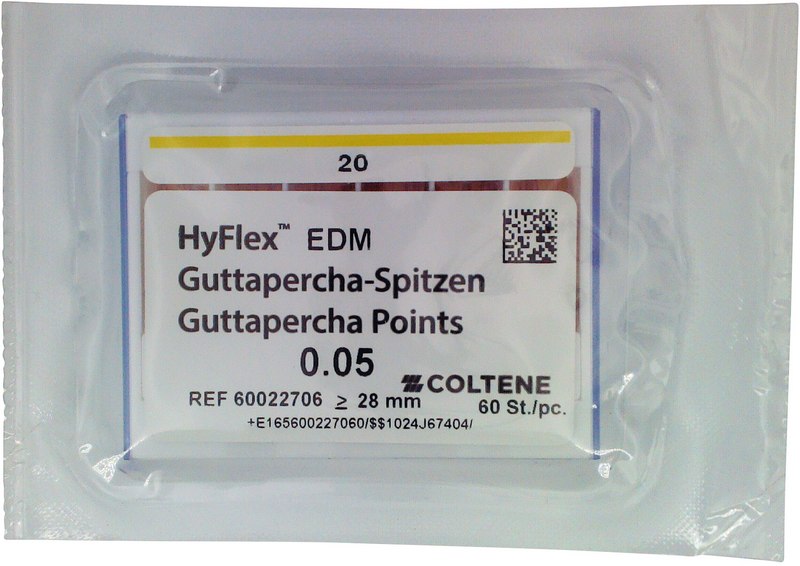 20
HyFlex™ EDM
Guttapercha-Spitzen
Guttapercha Points
0.05
COLTENE
REF 60022706 ≥ 28 mm
60 St./pc.
+E165600227060/$$1024J67404/